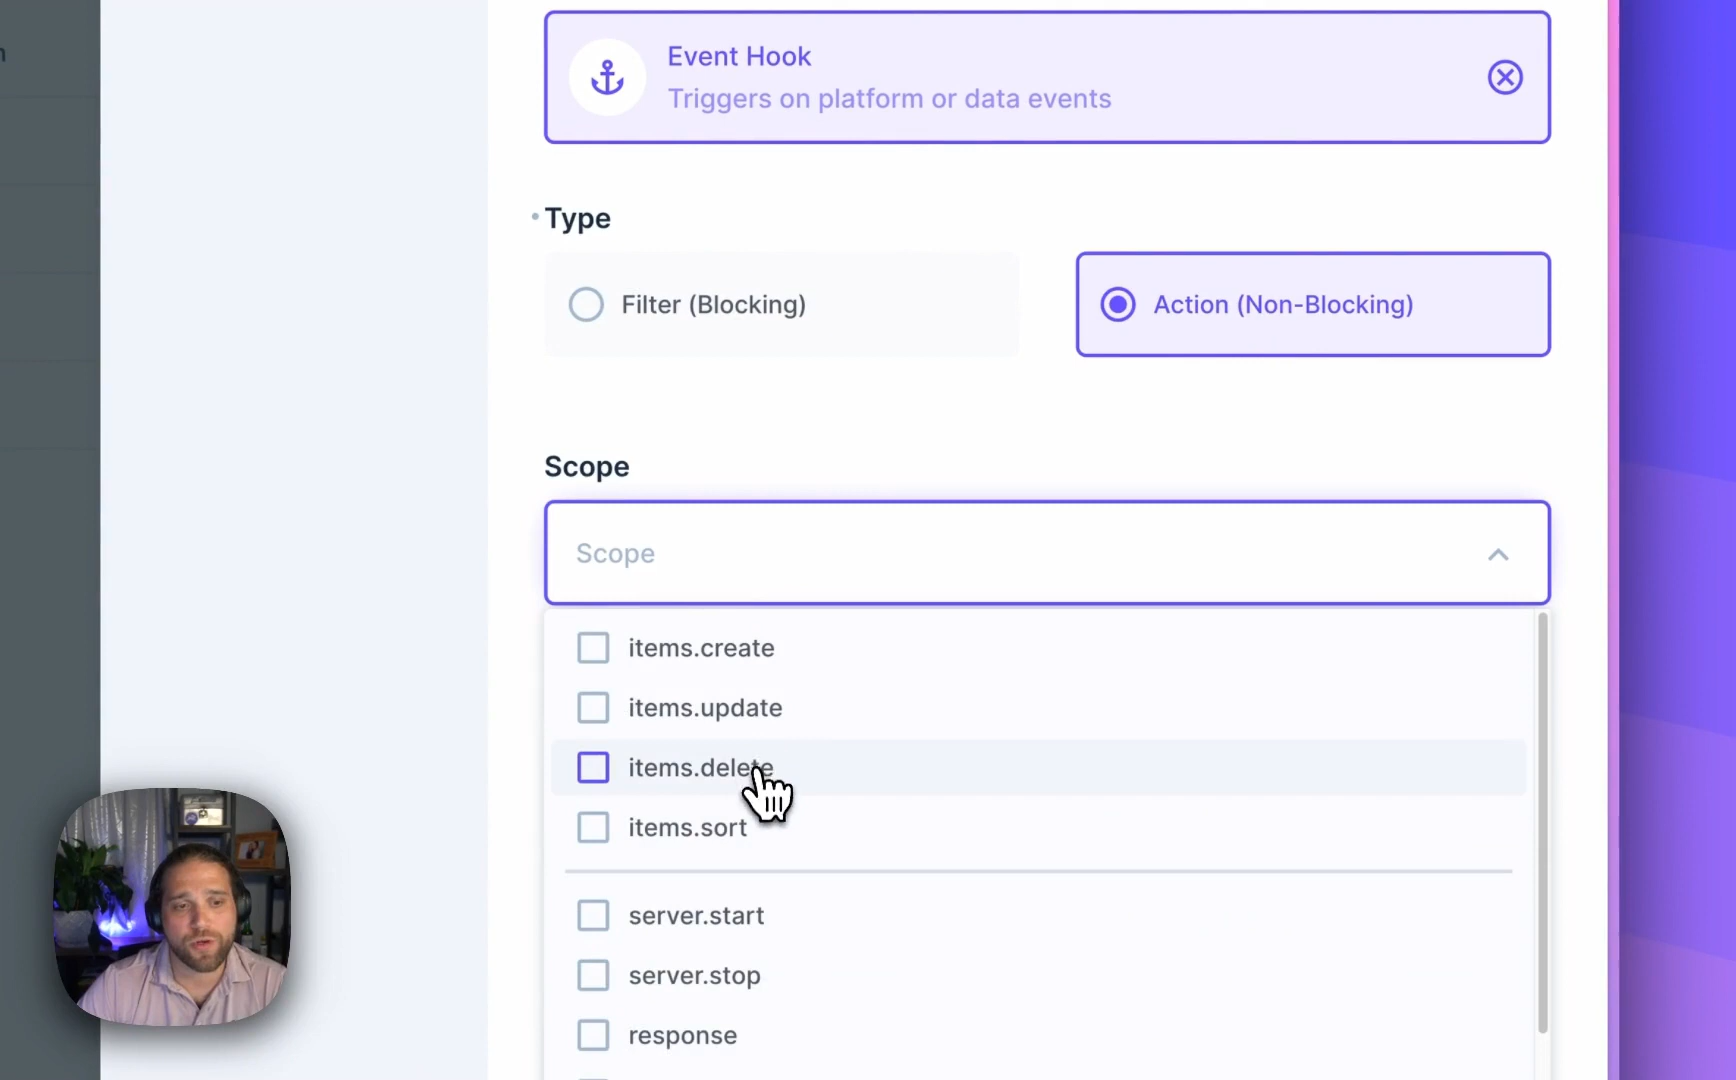 n
Event Hook
Triggers on platform or data events
Type
Filter (Blocking)
Action (Non-Blocking)
Scope
Scope
items.create
items.update
items.delete
items.sort
server.start
server.stop
response